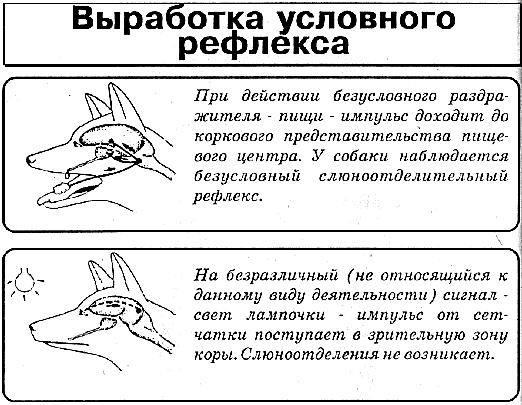 Выработка условного
рефлекса
При действии безусловного раздра-
жителя - пищи - импульс доходит до
коркового представительства пище-
вого центра. У собаки наблюдается
безусловный слюноотделительный
рефлекс.
На безразличный (не относящийся к
данному виду деятельности) сигнал -
свет лампочки - импульс от сет-
чатки поступает в зрительную зону
коры. Слюноотделения не возникает.